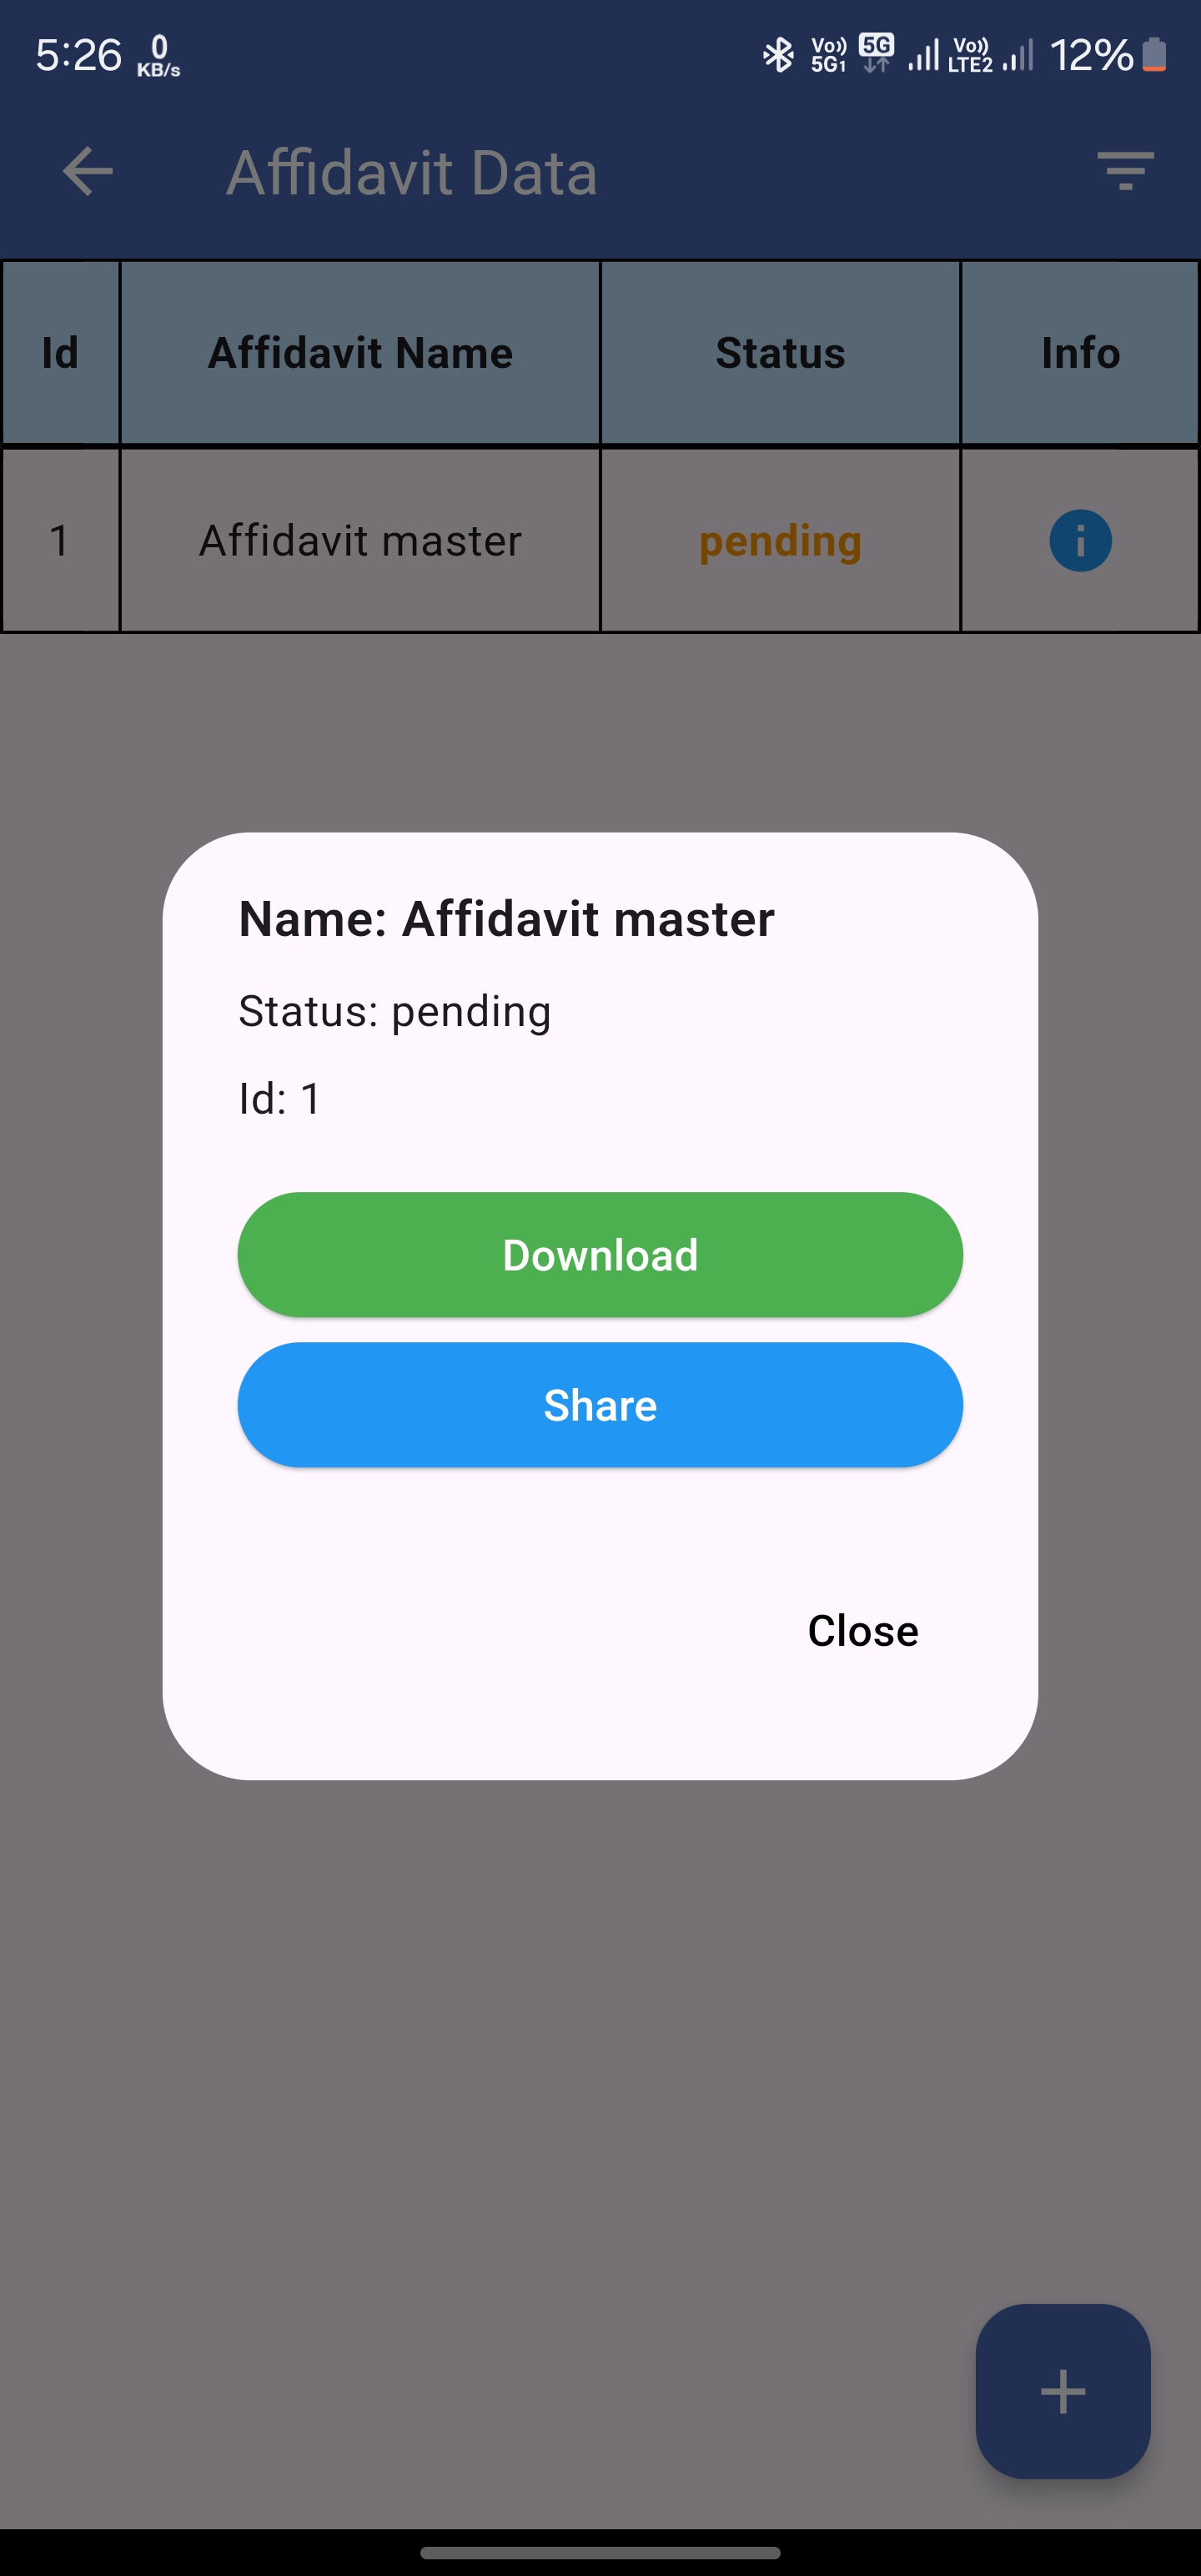 5:26 0 KB/s Vo)) 5G1 5G Vo)) LTE2 12%
Affidavit Data
Id Affidavit Name Status Info
1 Affidavit master pending
Name: Affidavit master
Status: pending
Id: 1
Download
Share
Close